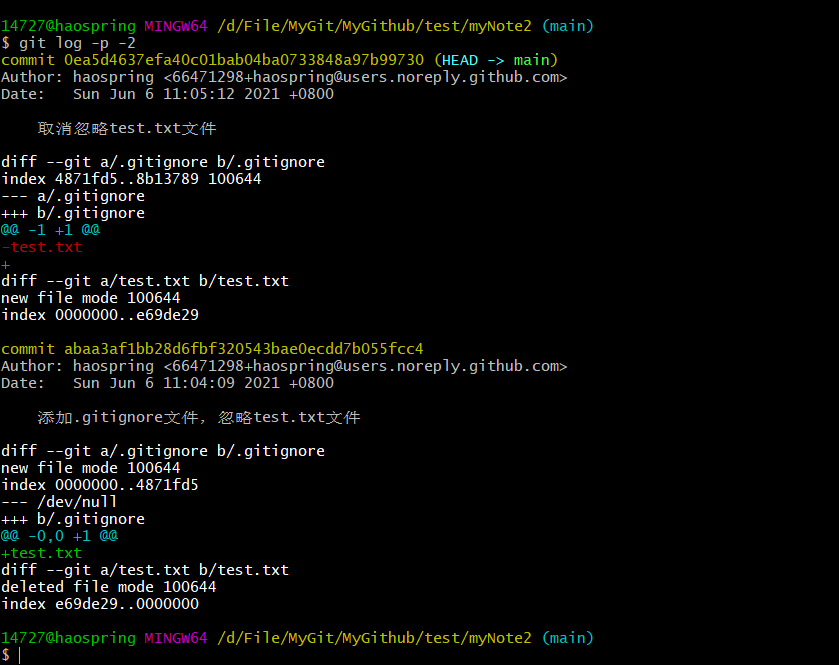 14727@haospring MINGW64 /d/File/MyGit/MyGithub/test/myNote2 (main)
$ git log -p -2
commit 0ea5d4637efa40c01bab04ba0733848a97b99730 (HEAD -> main)
Author: haospring <66471298+haospring@users.noreply.github.com>
Date:   Sun Jun 6 11:05:12 2021 +0800
    取消忽略test.txt文件
diff --git a/.gitignore b/.gitignore
index 4871fd5..8b13789 100644
--- a/.gitignore
+++ b/.gitignore
@@ -1 +1 @@
-test.txt
+
diff --git a/test.txt b/test.txt
new file mode 100644
index 0000000..e69de29
commit abaa3af1bb28d6fbf320543bae0ecdd7b055fcc4
Author: haospring <66471298+haospring@users.noreply.github.com>
Date:   Sun Jun 6 11:04:09 2021 +0800
    添加.gitignore文件，忽略test.txt文件
diff --git a/.gitignore b/.gitignore
new file mode 100644
index 0000000..4871fd5
--- /dev/null
+++ b/.gitignore
@@ -0,0 +1 @@
+test.txt
diff --git a/test.txt b/test.txt
deleted file mode 100644
index e69de29..0000000
14727@haospring MINGW64 /d/File/MyGit/MyGithub/test/myNote2 (main)
$